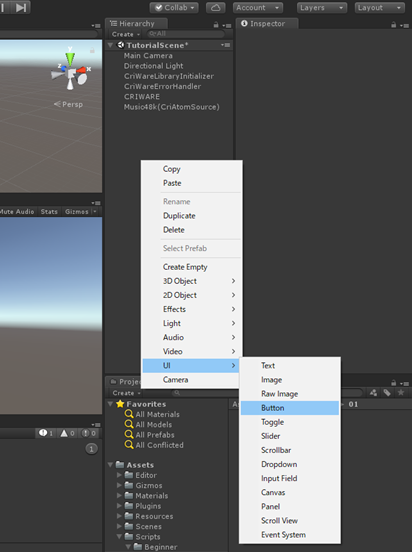 Collab
Account
Layers
Layout
Hierarchy
Inspector
Create
All
TutorialScene*
Main Camera
Directional Light
CriWareLibraryInitializer
CriWareErrorHandler
CRIWARE
Music48k(CriAtomSource)
y
x
Persp
Mute Audio Stats Gizmos
Copy
Paste
Rename
Duplicate
Delete
Select Prefab
Create Empty
3D Object
2D Object
Effects
Light
Audio
Video
UI
Camera
Text
Image
Raw Image
Button
Toggle
Slider
Scrollbar
Dropdown
Input Field
Canvas
Panel
Scroll View
Event System
Proje
Create
Favorites
All Materials
All Models
All Prefabs
All Conflicted
01
Assets
Editor
Gizmos
Materials
Plugins
Resources
Scenes
Scripts
Beginner
1 0 0
1